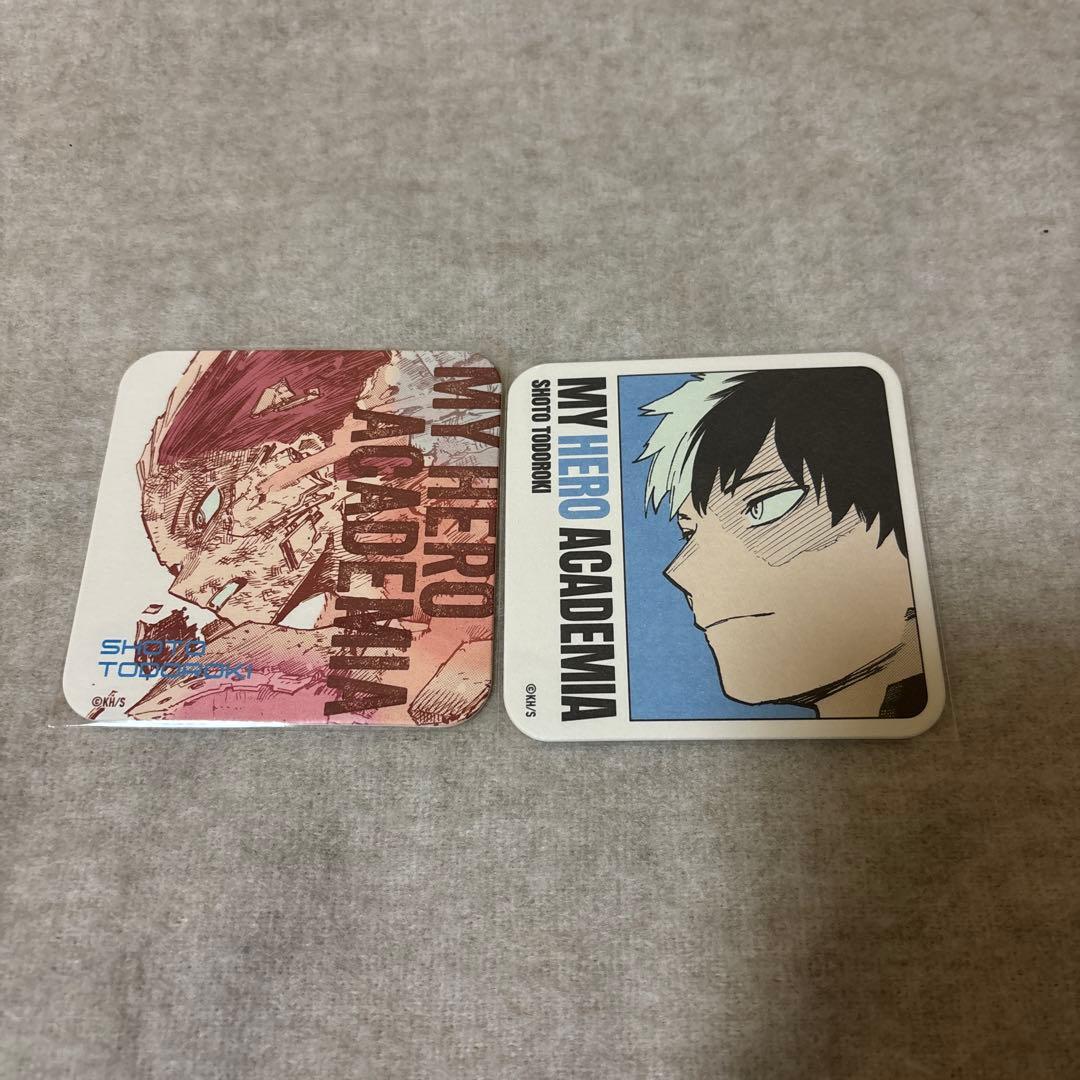 MY HERO
ACADEMIA
SHOTO
TODOROKI
©KH/S
MY HERO ACADEMIA
SHOTO TODOROKI
©KH/S